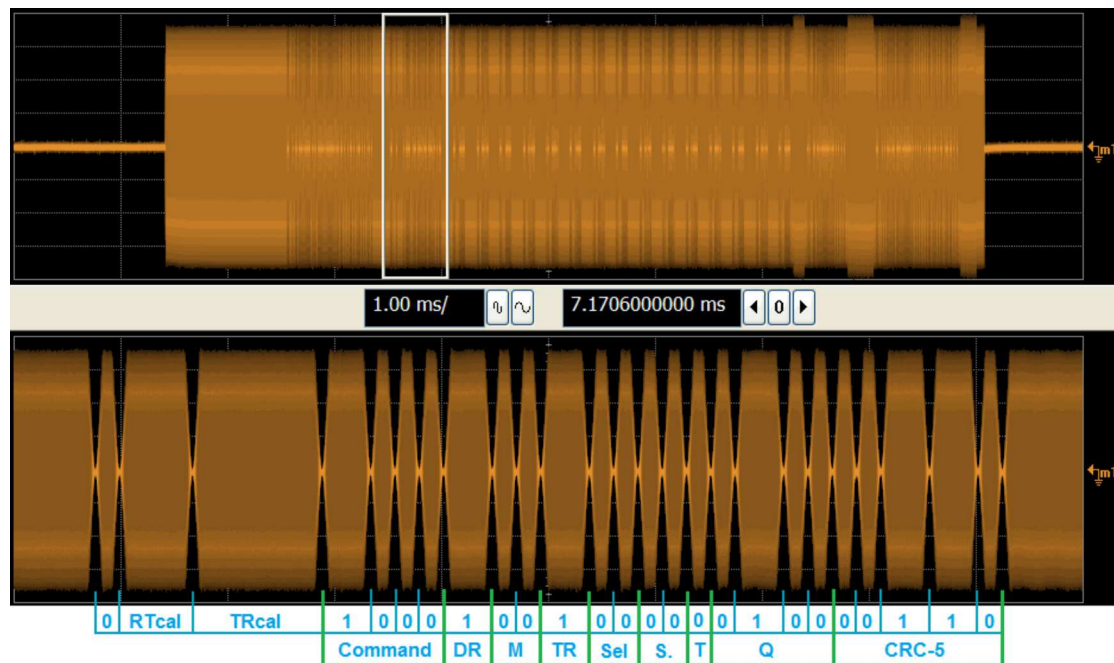 m1
1.00 ms/
7.1706000000 ms
0
m1
0 RTcal TRcal 1 0 0 0 1 0 0 1 0 0 0 0 0 0 1 0 0 0 0 1 1 0
Command DR M TR Sel S. T Q CRC-5